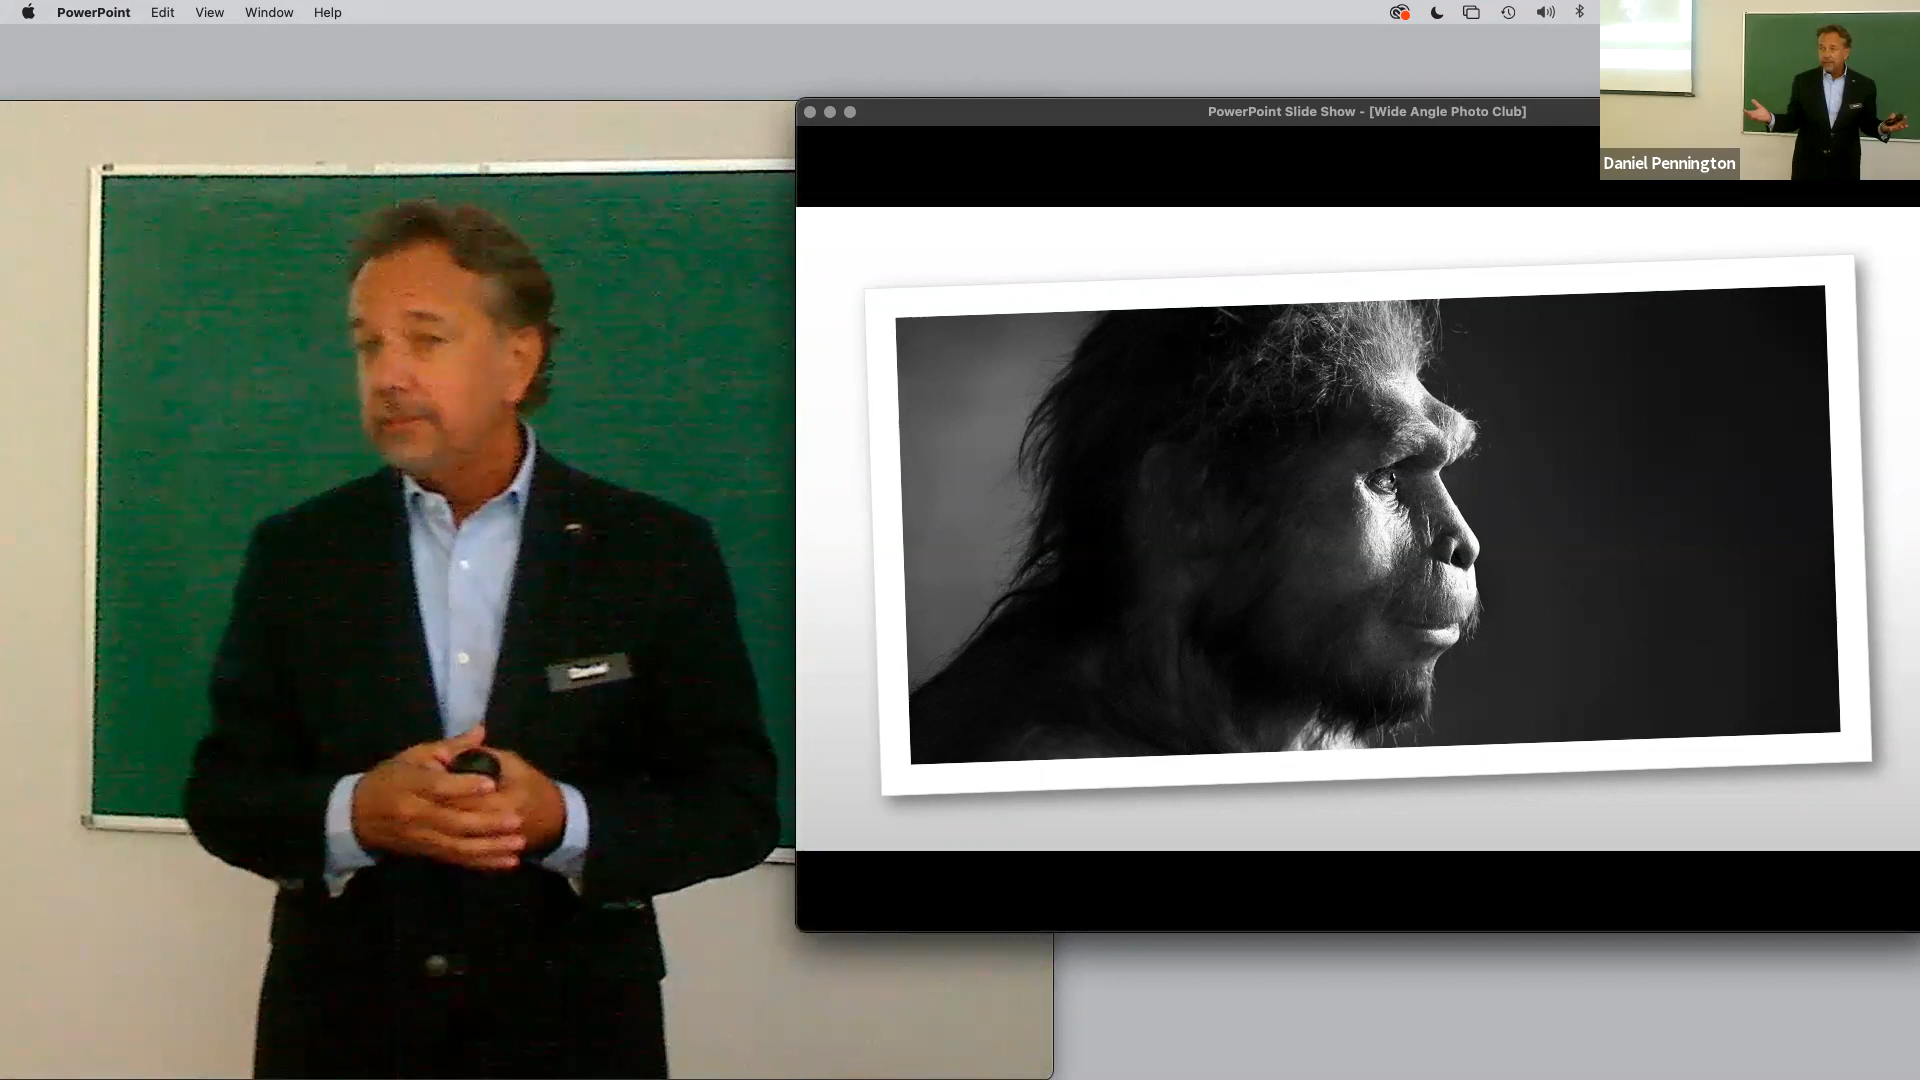 PowerPoint Edit View Window Help
PowerPoint Slide Show - [Wide Angle Photo Club]
Daniel Pennington